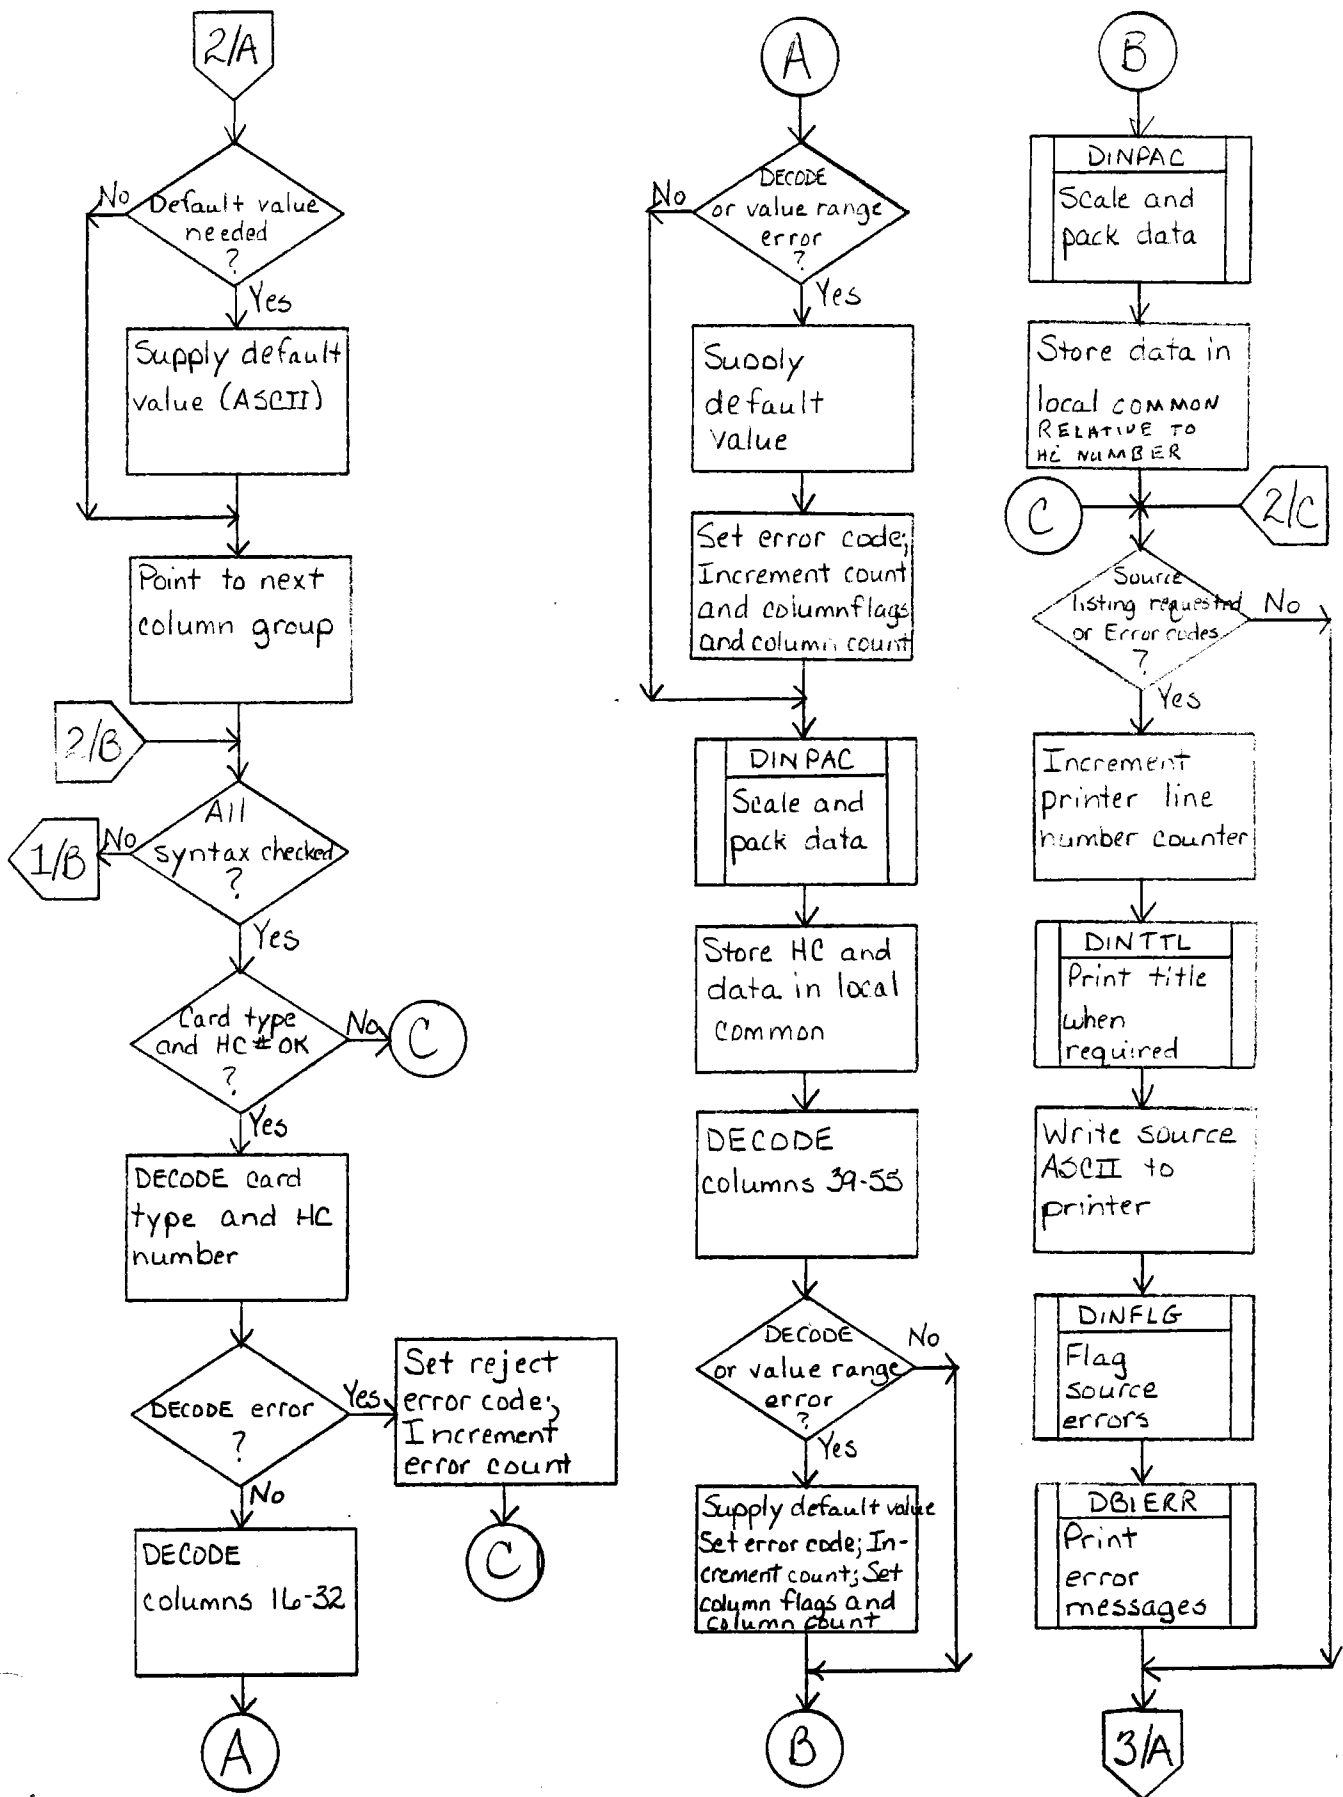 2/A
No
Default value
needed
?
Yes
Supply default
value (ASCII)
Point to next
column group
2/B
All
syntax checked
?
No
1/B
Yes
Card type
and HC # OK
?
No
C
Yes
DECODE card
type and HC
number
DECODE error
?
Yes
Set reject
error code;
Increment
error count
C
No
DECODE
columns 16-32
A
A
DECODE
or value range
error
?
No
Yes
Supply
default
value
Set error code;
Increment count
and columnflags
and column count
DINPAC
Scale and
pack data
Store HC and
data in local
common
DECODE
columns 39-55
DECODE
or value range
error
?
No
Yes
Supply default value
Set error code; In-
crement count; Set
column flags and
column count
B
B
DINPAC
Scale and
pack data
Store data in
local COMMON
RELATIVE TO
HC NUMBER
C
2/C
Source
listing requested
or Error codes
?
No
Yes
Increment
printer line
number counter
DINTTL
Print title
when
required
Write source
ASCII to
printer
DINFLG
Flag
source
errors
DBIERR
Print
error
messages
3/A